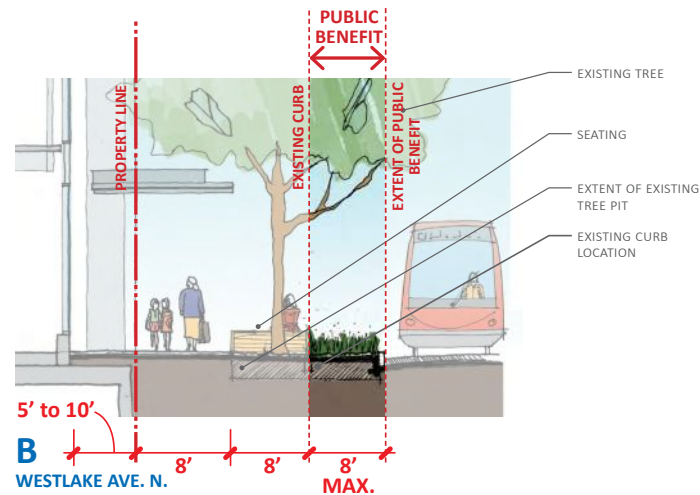 PUBLIC
BENEFIT
PROPERTY LINE
EXISTING CURB
EXTENT OF PUBLIC
BENEFIT
EXISTING TREE
SEATING
EXTENT OF EXISTING
TREE PIT
EXISTING CURB
LOCATION
5’ to 10’
B
WESTLAKE AVE. N.
8’
8’
8’
MAX.